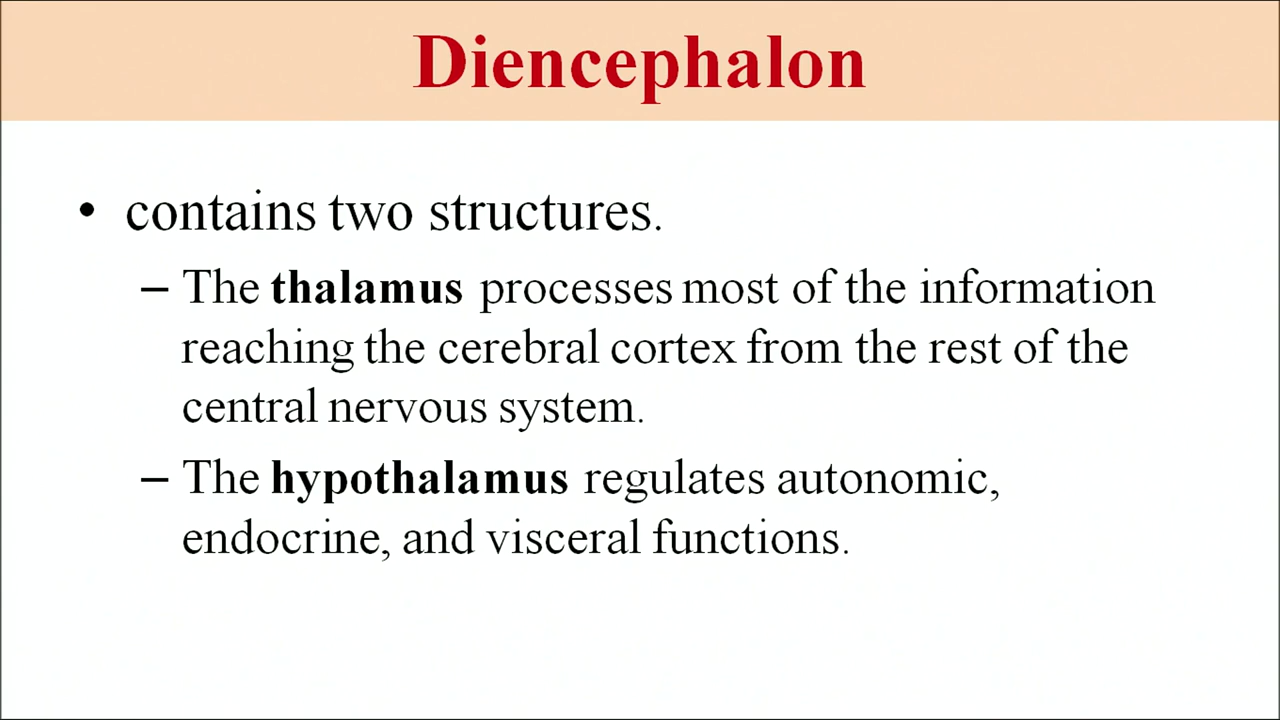 Diencephalon
• contains two structures.
– The thalamus processes most of the information
reaching the cerebral cortex from the rest of the
central nervous system.
– The hypothalamus regulates autonomic,
endocrine, and visceral functions.